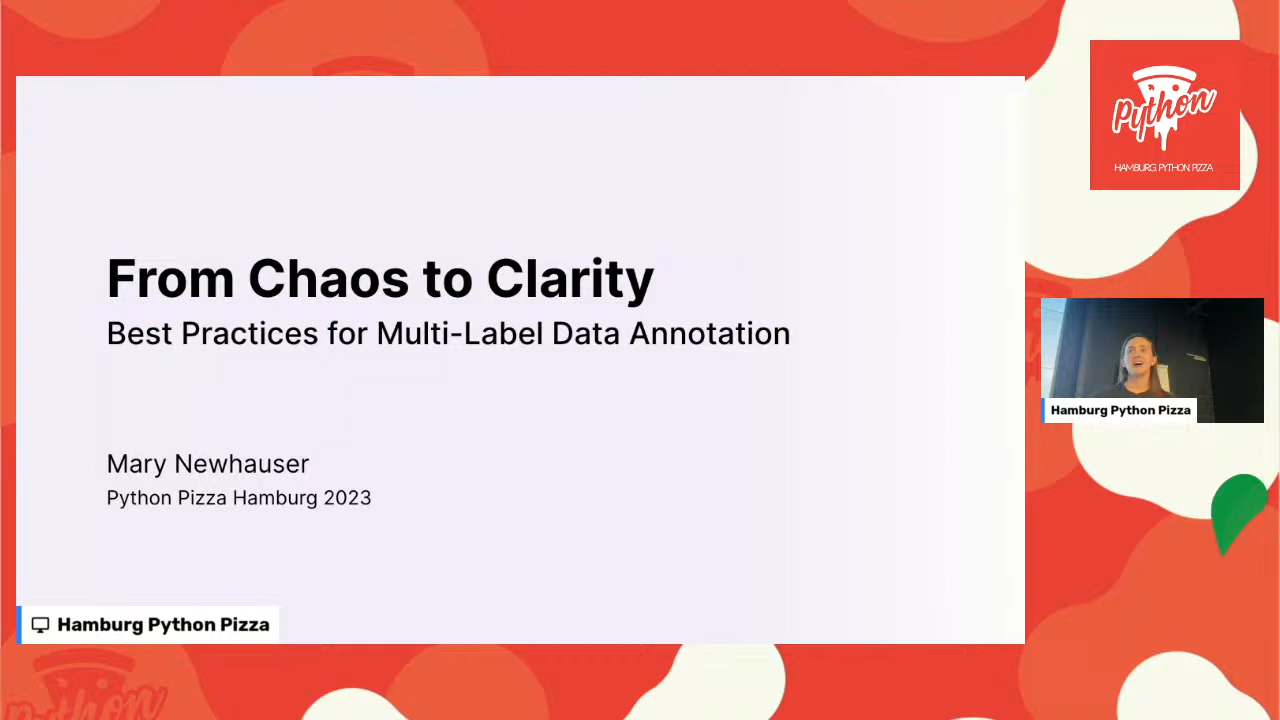 From Chaos to Clarity
Best Practices for Multi-Label Data Annotation
Mary Newhauser
Python Pizza Hamburg 2023
Hamburg Python Pizza
Python
HAMBURG PYTHON PIZZA
Hamburg Python Pizza
Python